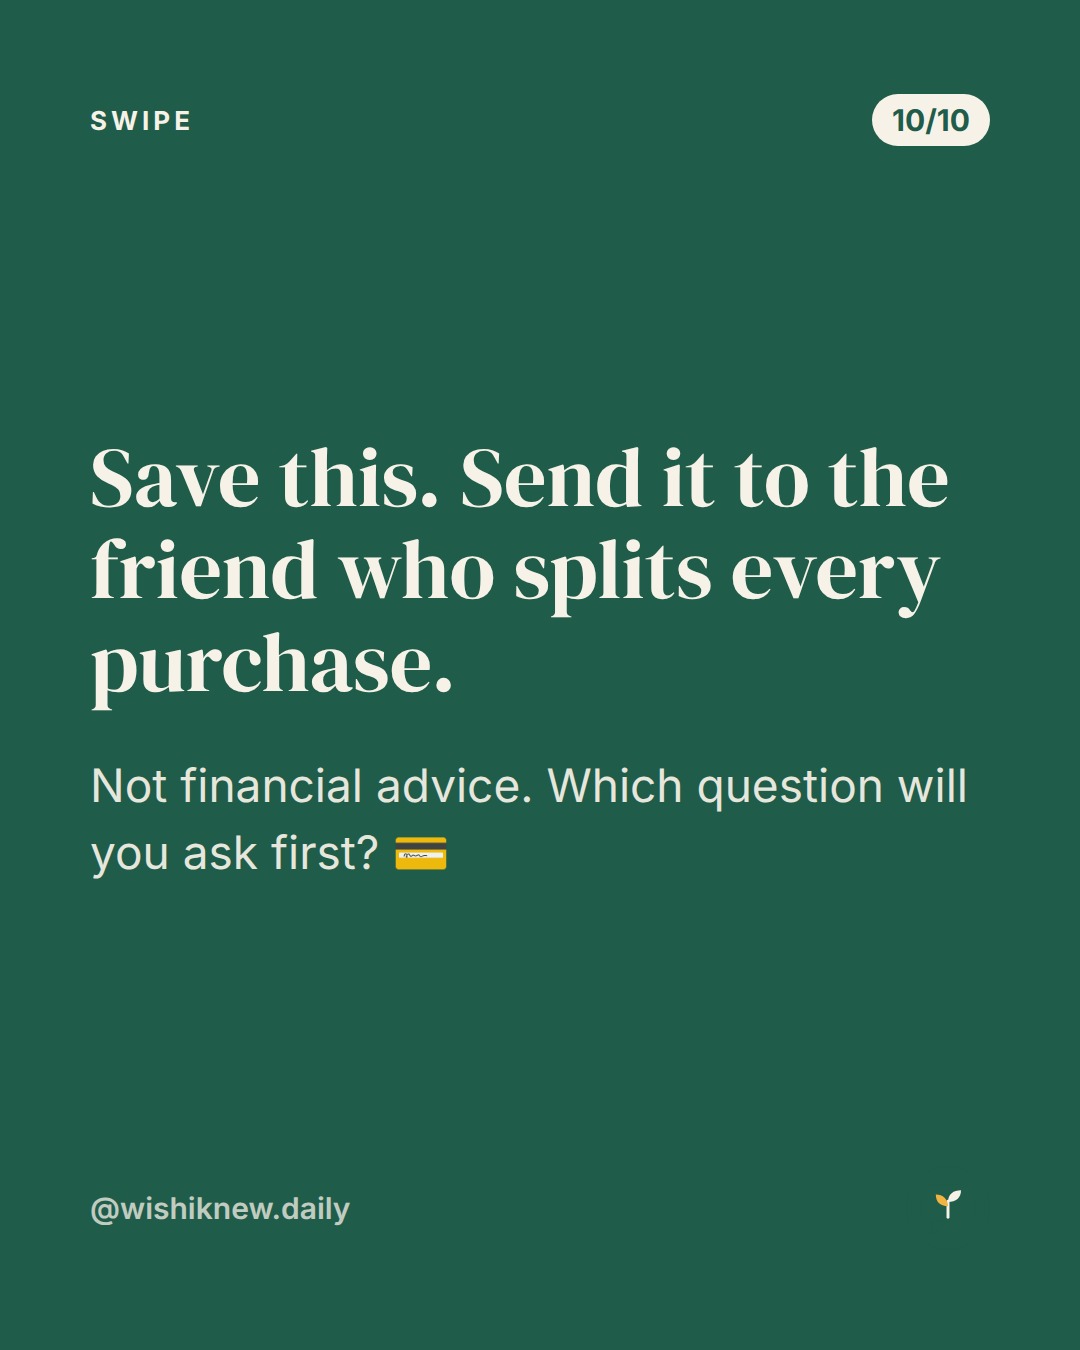 SWIPE
10/10
Save this. Send it to the
friend who splits every
purchase.
Not financial advice. Which question will
you ask first? 💳
@wishiknew.daily